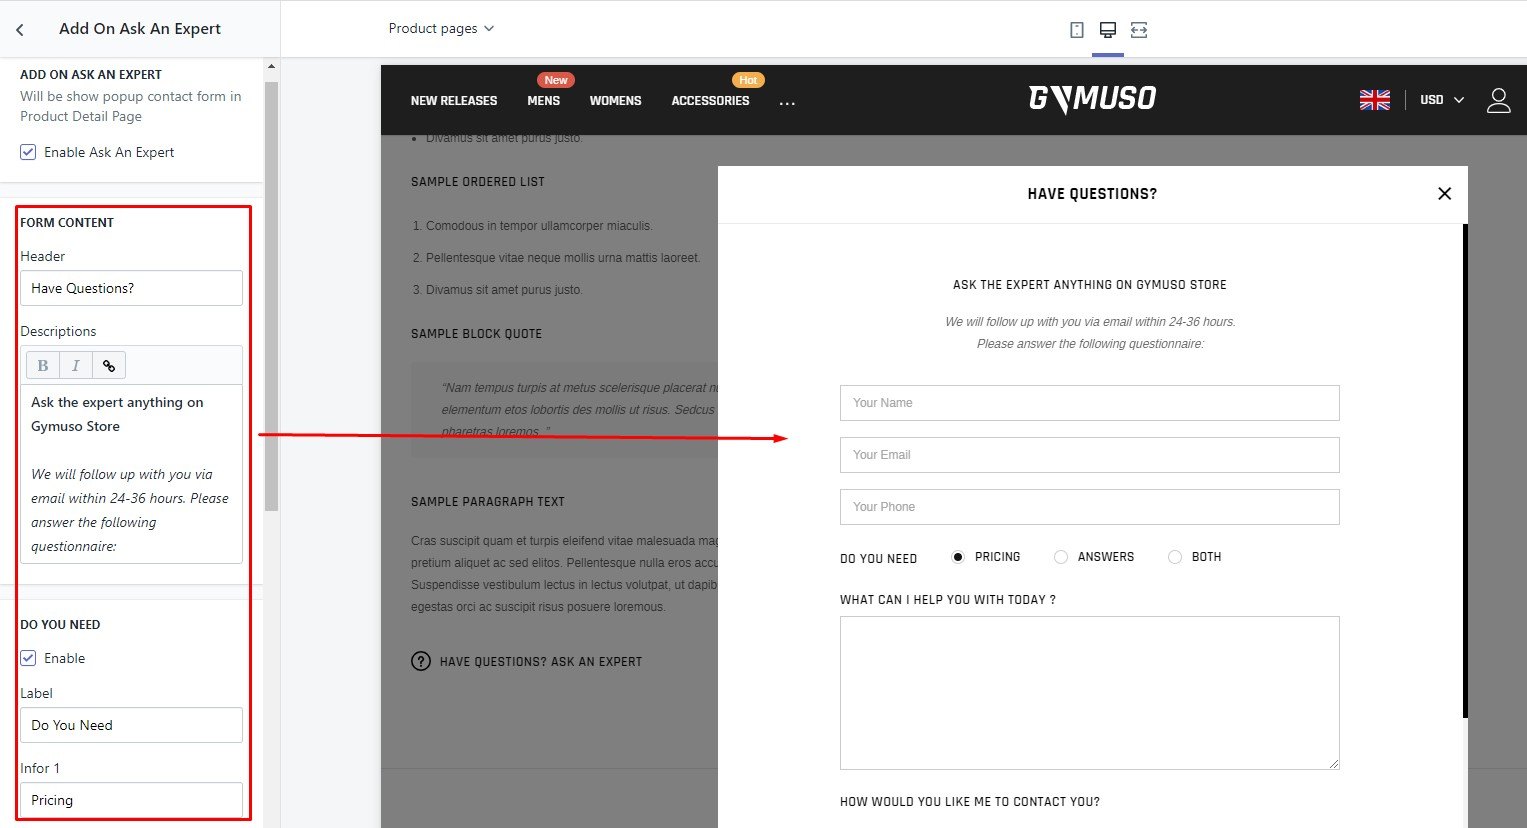 Add On Ask An Expert
ADD ON ASK AN EXPERT
Will be show popup contact form in
Product Detail Page
Enable Ask An Expert
FORM CONTENT
Header
Have Questions?
Descriptions
B I
Ask the expert anything on
Gymuso Store
We will follow up with you via
email within 24-36 hours. Please
answer the following
questionnaire:
DO YOU NEED
Enable
Label
Do You Need
Infor 1
Pricing
Product pages
New
Hot
NEW RELEASES MENS WOMENS ACCESSORIES ...
GYMUSO
USD
Divamus sit amet purus justo.
SAMPLE ORDERED LIST
1. Comodous in tempor ullamcorper miaculis.
2. Pellentesque vitae neque mollis urna mattis laoreet.
3. Divamus sit amet purus justo.
SAMPLE BLOCK QUOTE
“Nam tempus turpis at metus scelerisque placerat
elementum etos lobortis des mollis ut risus. Sedcus
pharetras loremos. ”
SAMPLE PARAGRAPH TEXT
Cras suscipit quam et turpis eleifend vitae malesuada
pretium aliquet ac sed elitos. Pellentesque nulla eros
Suspendisse vestibulum lectus in lectus volutpat, ut
egestas orci ac suscipit risus posuere loremous.
HAVE QUESTIONS? ASK AN EXPERT
HAVE QUESTIONS?
ASK THE EXPERT ANYTHING ON GYMUSO STORE
We will follow up with you via email within 24-36 hours.
Please answer the following questionnaire:
Your Name
Your Email
Your Phone
DO YOU NEED PRICING ANSWERS BOTH
WHAT CAN I HELP YOU WITH TODAY ?
HOW WOULD YOU LIKE ME TO CONTACT YOU?